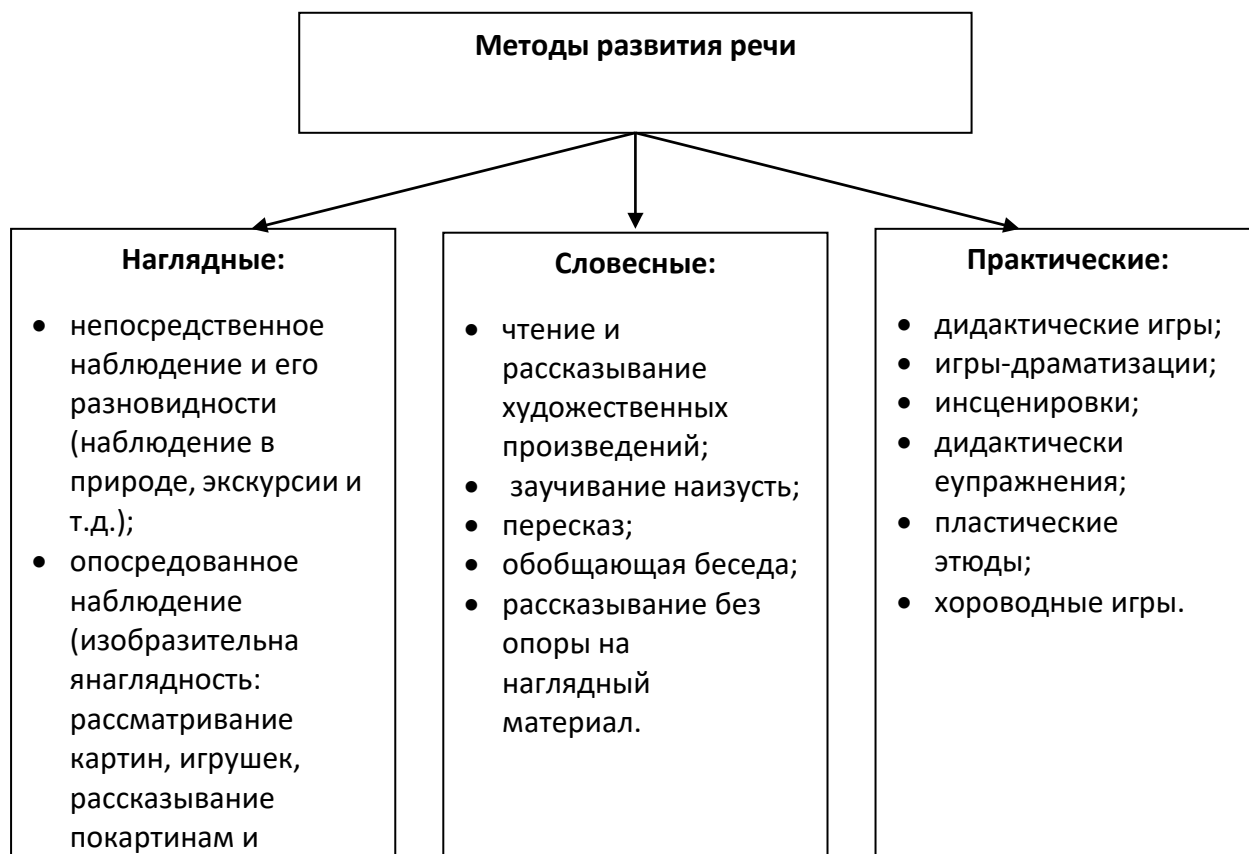 Методы развития речи
Наглядные:
• непосредственное
наблюдение и его
разновидности
(наблюдение в
природе, экскурсии и
т.д.);
• опосредованное
наблюдение
(изобразительна
янаглядность:
рассматривание
картин, игрушек,
рассказывание
покартинам и
Словесные:
• чтение и
рассказывание
художественных
произведений;
• заучивание наизусть;
• пересказ;
• обобщающая беседа;
• рассказывание без
опоры на
наглядный
материал.
Практические:
• дидактические игры;
• игры-драматизации;
• инсценировки;
• дидактически
еупражнения;
• пластические
этюды;
• хороводные игры.